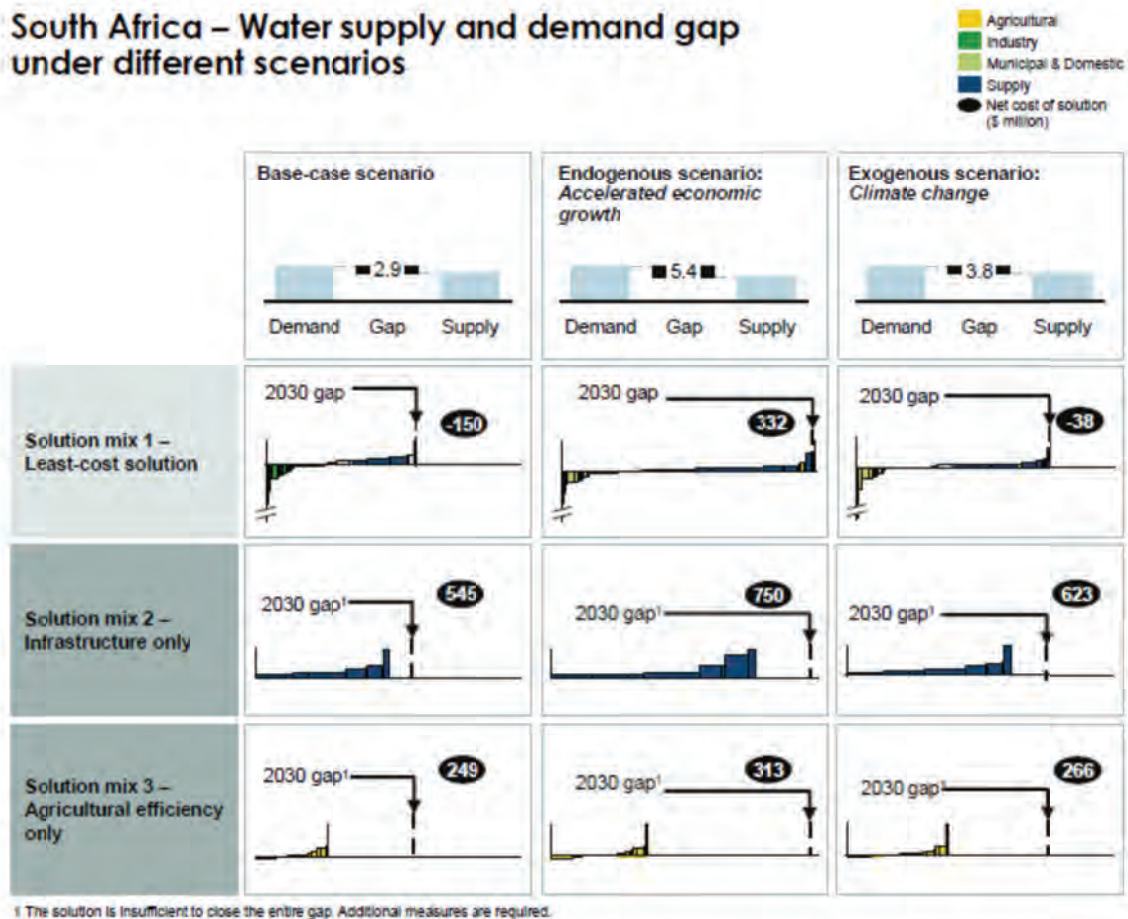 South Africa – Water supply and demand gap
under different scenarios
Agricultural
Industry
Municipal & Domestic
Supply
Net cost of solution
($ million)
Base-case scenario
2.9
Demand Gap Supply
Endogenous scenario:
Accelerated economic
growth
5.4
Demand Gap Supply
Exogenous scenario:
Climate change
3.8
Demand Gap Supply
Solution mix 1 –
Least-cost solution
2030 gap
-150
2030 gap
332
2030 gap
-38
Solution mix 2 –
Infrastructure only
2030 gap¹
545
2030 gap¹
750
2030 gap¹
623
Solution mix 3 –
Agricultural efficiency
only
2030 gap¹
249
2030 gap¹
313
2030 gap¹
266
1 The solution is insufficient to close the entire gap. Additional measures are required.